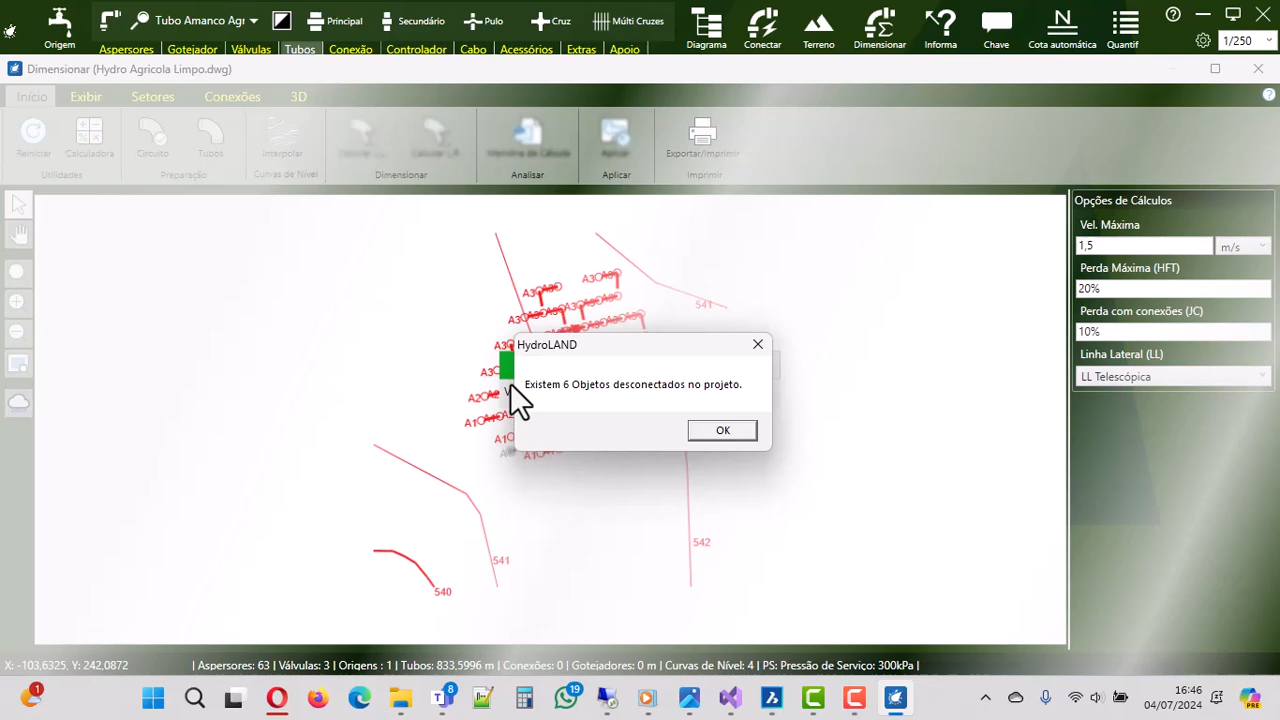 Tubo Amanco Agr
Principal
Secundário
Pulo
Cruz
Múlti Cruzes
1/250
Origem
Aspersores
Gotejador
Válvulas
Tubos
Conexão
Controlador
Cabo
Acessórios
Extras
Apoio
Diagrama
Conectar
Terreno
Dimensionar
Informa
Chave
Cota automática
Quantif
Dimensionar (Hydro Agricola Limpo.dwg)
Início
Exibir
Setores
Conexões
3D
Reiniciar
Calculadora
Circuito
Tubos
Interpolar
Memória de Cálculo
Aplicar
Exportar/Imprimir
Utilidades
Preparação
Curvas de Nível
Dimensionar
Analisar
Aplicar
Imprimir
Opções de Cálculos
Vel. Máxima
1,5
m/s
Perda Máxima (HFT)
20%
Perda com conexões (JC)
10%
Linha Lateral (LL)
LL Telescópica
541
HydroLAND
Existem 6 Objetos desconectados no projeto.
OK
542
541
540
X: -103,6325, Y: 242,0872 | Aspersores: 63 | Válvulas: 3 | Origens : 1 | Tubos: 833,5996 m | Conexões: 0 | Gotejadores: 0 m | Curvas de Nível: 4 | PS: Pressão de Serviço: 300kPa |
1
8
19
16:46
04/07/2024
PRE